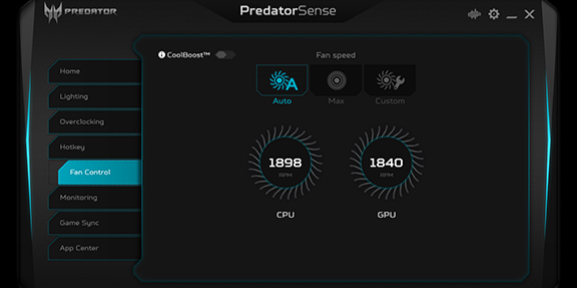 PREDATOR
PredatorSense
CoolBoost™
Fan speed
Home
Lighting
Overclocking
Hotkey
Fan Control
Monitoring
Game Sync
App Center
A
Auto
Max
Custom
1898
RPM
CPU
1840
RPM
GPU